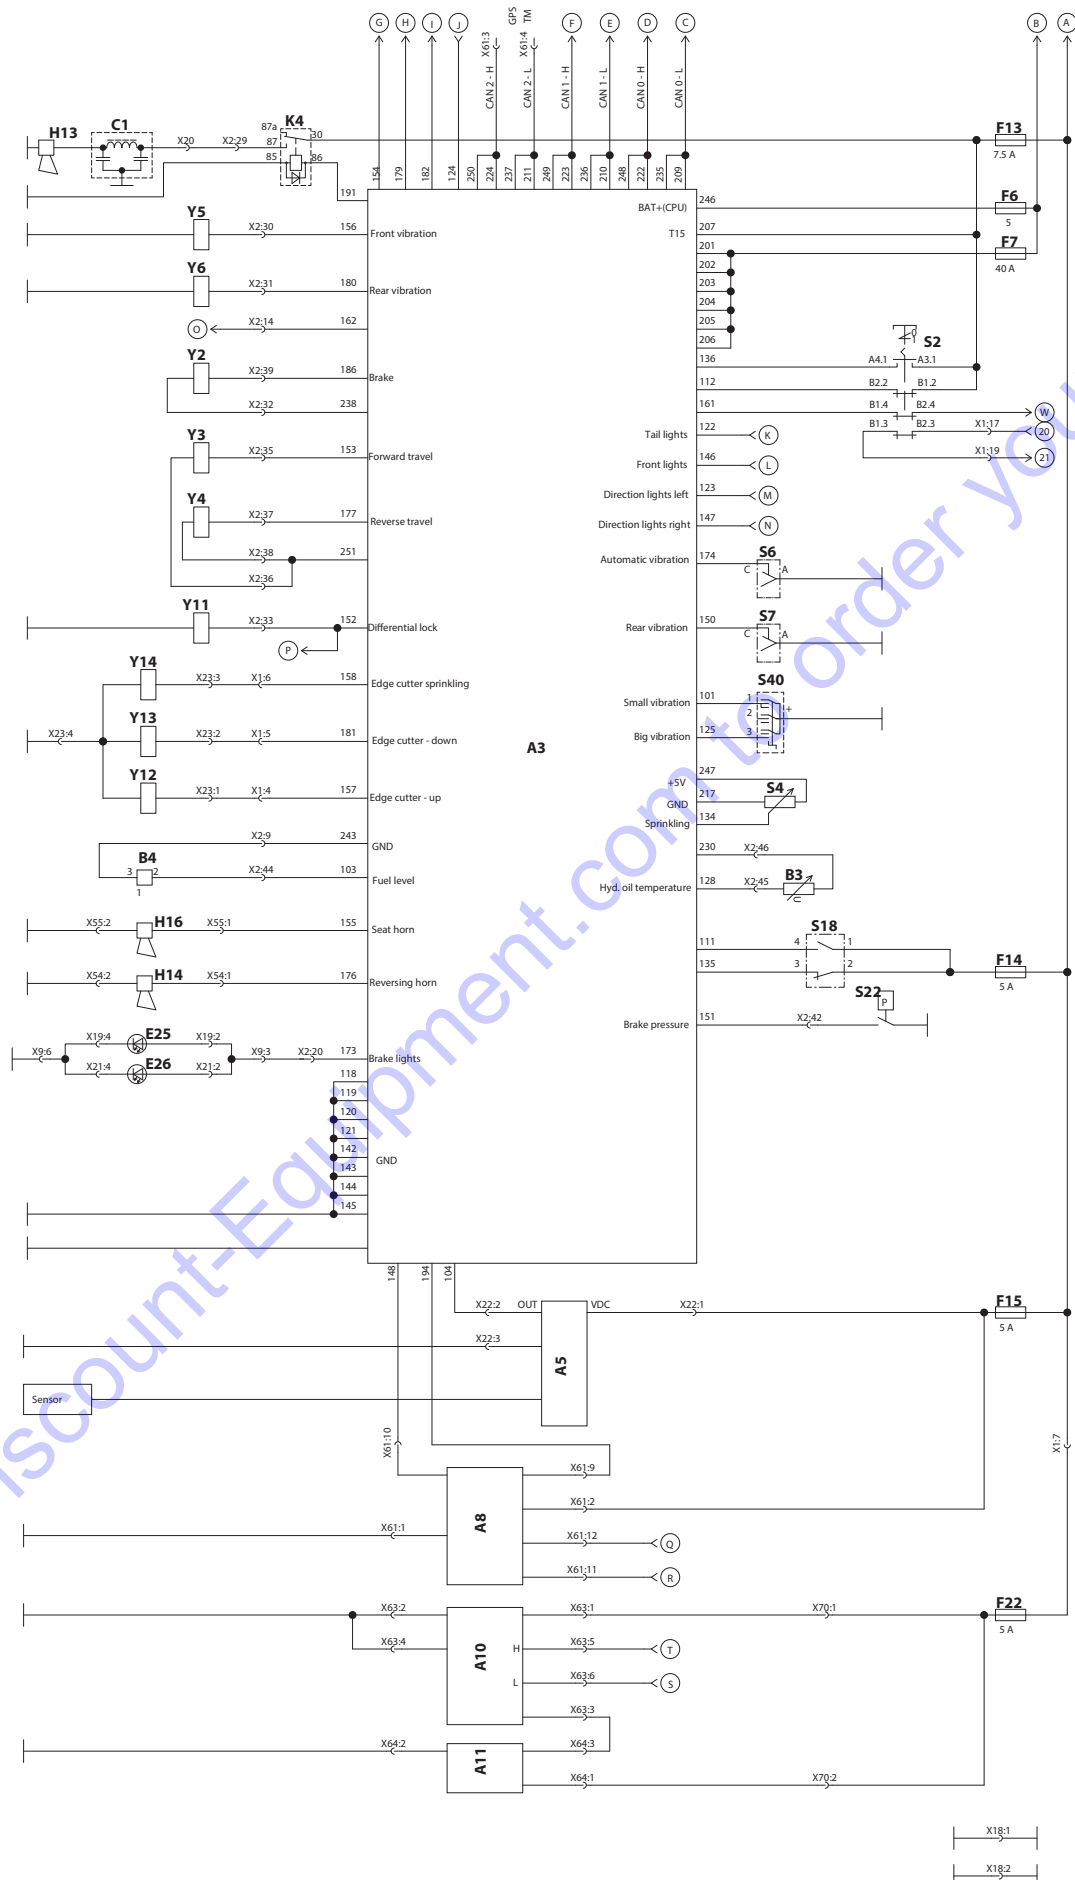 G H I J
X61:3
GPS
TM
X61:4
F E D C B A
CAN 2 - H
CAN 2 - L
CAN 1 - H
CAN 1 - L
CAN 0 - H
CAN 0 - L
H13 C1 X20 X2:29 K4
87a 30
87
85 86
F13
7.5 A
154 179 182 124 250 224 237 211 249 223 236 210 248 222 235 209
191
BAT+(CPU) 246 F6
5
Y5 X2:30 156 Front vibration
T15 207
201 F7
40 A
202
203
204
205
206
Y6 X2:31 180 Rear vibration
O X2:14 162
Y2 X2:39 186 Brake
X2:32 238
136 A4.1 A3.1 S2
0
1
112 B2.2 B1.2
161 B1.4 B2.4 W
B1.3 B2.3 X1:17 20
X1:19 21
Tail lights 122 K
Front lights 146 L
Direction lights left 123 M
Direction lights right 147 N
Y3 X2:35 153 Forward travel
Y4 X2:37 177 Reverse travel
X2:38 251
X2:36
Automatic vibration 174 S6
C A
Y11 X2:33 152 Differential lock
P
Rear vibration 150 S7
C A
Y14 X23:3 X1:6 158 Edge cutter sprinkling
Small vibration 101 S40
1
2 +
3
Big vibration 125
X23:4 Y13 X23:2 X1:5 181 Edge cutter - down
A3
Y12 X23:1 X1:4 157 Edge cutter - up
+5V 247
GND 217 S4
Sprinkling 134
X2:9 243 GND
B4 3 2 X2:44 103 Fuel level
1
230 X2:46
Hyd. oil temperature 128 X2:45 B3
U
X55:2 H16 X55:1 155 Seat horn
X54:2 H14 X54:1 176 Reversing horn
111 4 S18 1
135 3 2 F14
5 A
S22
P
Brake pressure 151 X2:42
X19:4 E25 X19:2
X9:6 X9:3 X2:20 173 Brake lights
X21:4 E26 X21:2
118
119
120
121
142
GND
143
144
145
148 194 104
X22:2 OUT VDC X22:1 F15
5 A
X22:3
A5
Sensor
X61:10
X1:7
X61:9
A8
X61:2
X61:1 X61:12 Q
X61:11 R
X63:2 X63:1 X70:1 F22
5 A
A10
X63:4 H X63:5 T
L X63:6 S
X63:3
X64:2 A11 X64:3
X64:1 X70:2
X18:1
X18:2
iscount-Equipment.com to order you